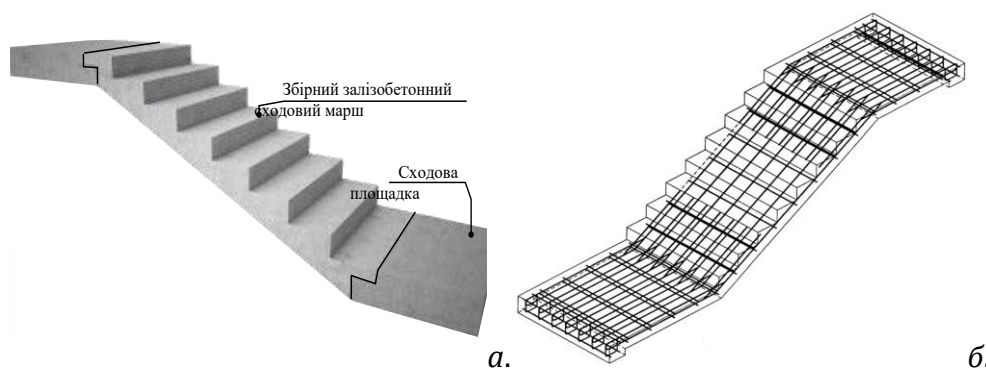 Збірний залізобетонний
сходовий марш
Сходова
площадка
а.
б.